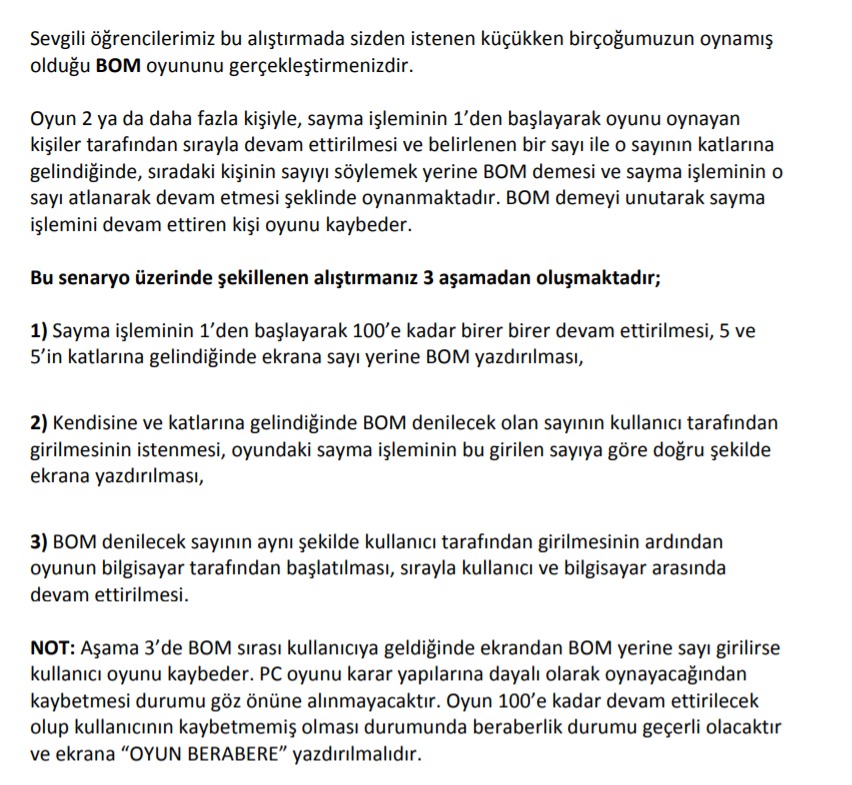 Sevgili öğrencilerimiz bu alıştırmada sizden istenen küçükken birçoğumuzun oynamış
olduğu BOM oyununu gerçekleştirmenizdir.
Oyun 2 ya da daha fazla kişiyle, sayma işleminin 1’den başlayarak oyunu oynayan
kişiler tarafından sırayla devam ettirilmesi ve belirlenen bir sayı ile o sayının katlarına
gelindiğinde, sıradaki kişinin sayıyı söylemek yerine BOM demesi ve sayma işleminin o
sayı atlanarak devam etmesi şeklinde oynanmaktadır. BOM demeyi unutarak sayma
işlemini devam ettiren kişi oyunu kaybeder.
Bu senaryo üzerinde şekillenen alıştırmanız 3 aşamadan oluşmaktadır;
1) Sayma işleminin 1’den başlayarak 100’e kadar birer birer devam ettirilmesi, 5 ve
5’in katlarına gelindiğinde ekrana sayı yerine BOM yazdırılması,
2) Kendisine ve katlarına gelindiğinde BOM denilecek olan sayının kullanıcı tarafından
girilmesinin istenmesi, oyundaki sayma işleminin bu girilen sayıya göre doğru şekilde
ekrana yazdırılması,
3) BOM denilecek sayının aynı şekilde kullanıcı tarafından girilmesinin ardından
oyunun bilgisayar tarafından başlatılması, sırayla kullanıcı ve bilgisayar arasında
devam ettirilmesi.
NOT: Aşama 3’de BOM sırası kullanıcıya geldiğinde ekrandan BOM yerine sayı girilirse
kullanıcı oyunu kaybeder. PC oyunu karar yapılarına dayalı olarak oynayacağından
kaybetmesi durumu göz önüne alınmayacaktır. Oyun 100’e kadar devam ettirilecek
olup kullanıcının kaybetmemiş olması durumunda beraberlik durumu geçerli olacaktır
ve ekrana “OYUN BERABERE” yazdırılmalıdır.